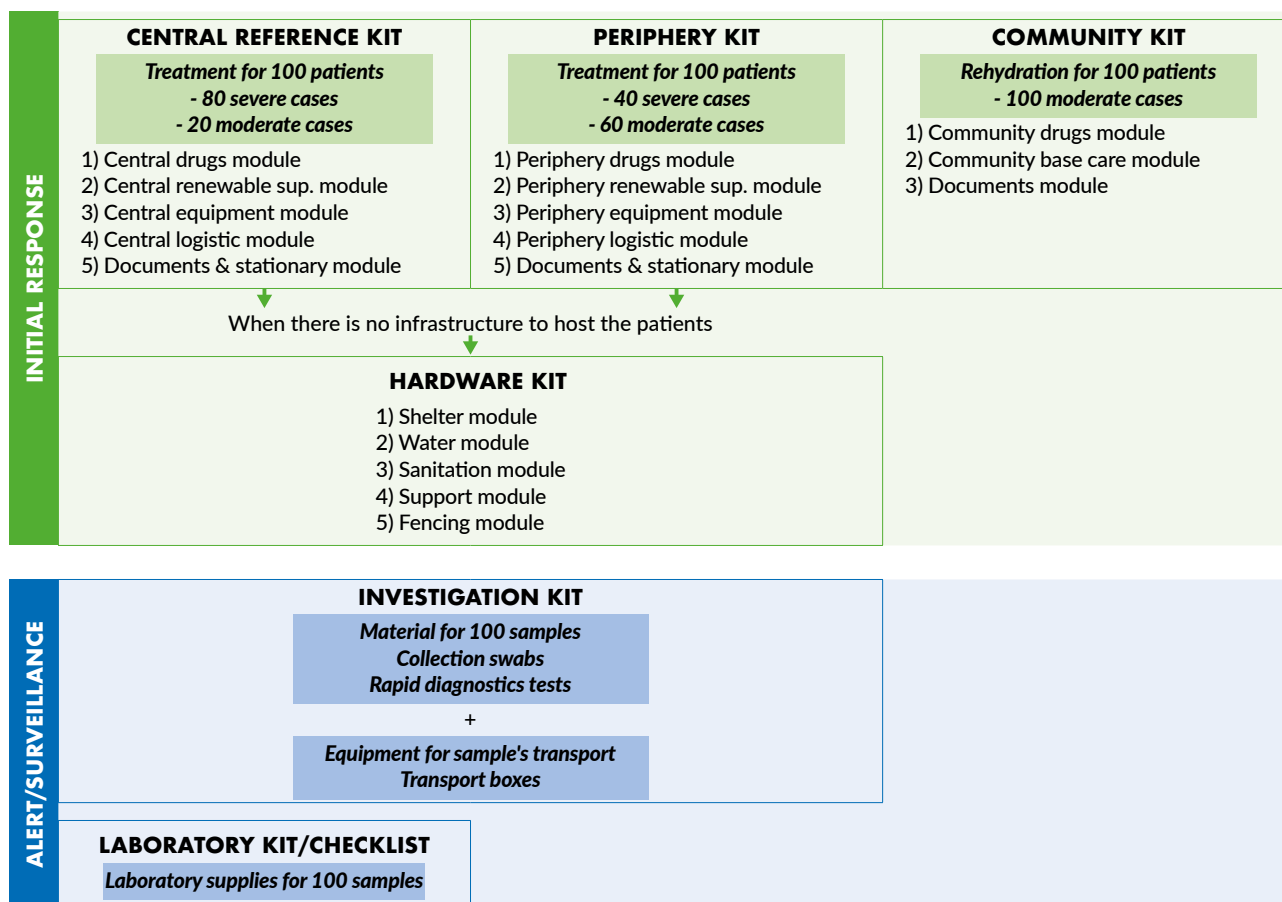 INITIAL RESPONSE
CENTRAL REFERENCE KIT
Treatment for 100 patients
- 80 severe cases
- 20 moderate cases
1) Central drugs module
2) Central renewable sup. module
3) Central equipment module
4) Central logistic module
5) Documents & stationary module
PERIPHERY KIT
Treatment for 100 patients
- 40 severe cases
- 60 moderate cases
1) Periphery drugs module
2) Periphery renewable sup. module
3) Periphery equipment module
4) Periphery logistic module
5) Documents & stationary module
COMMUNITY KIT
Rehydration for 100 patients
- 100 moderate cases
1) Community drugs module
2) Community base care module
3) Documents module
When there is no infrastructure to host the patients
HARDWARE KIT
1) Shelter module
2) Water module
3) Sanitation module
4) Support module
5) Fencing module
ALERT/SURVEILLANCE
INVESTIGATION KIT
Material for 100 samples
Collection swabs
Rapid diagnostics tests
+
Equipment for sample's transport
Transport boxes
LABORATORY KIT/CHECKLIST
Laboratory supplies for 100 samples